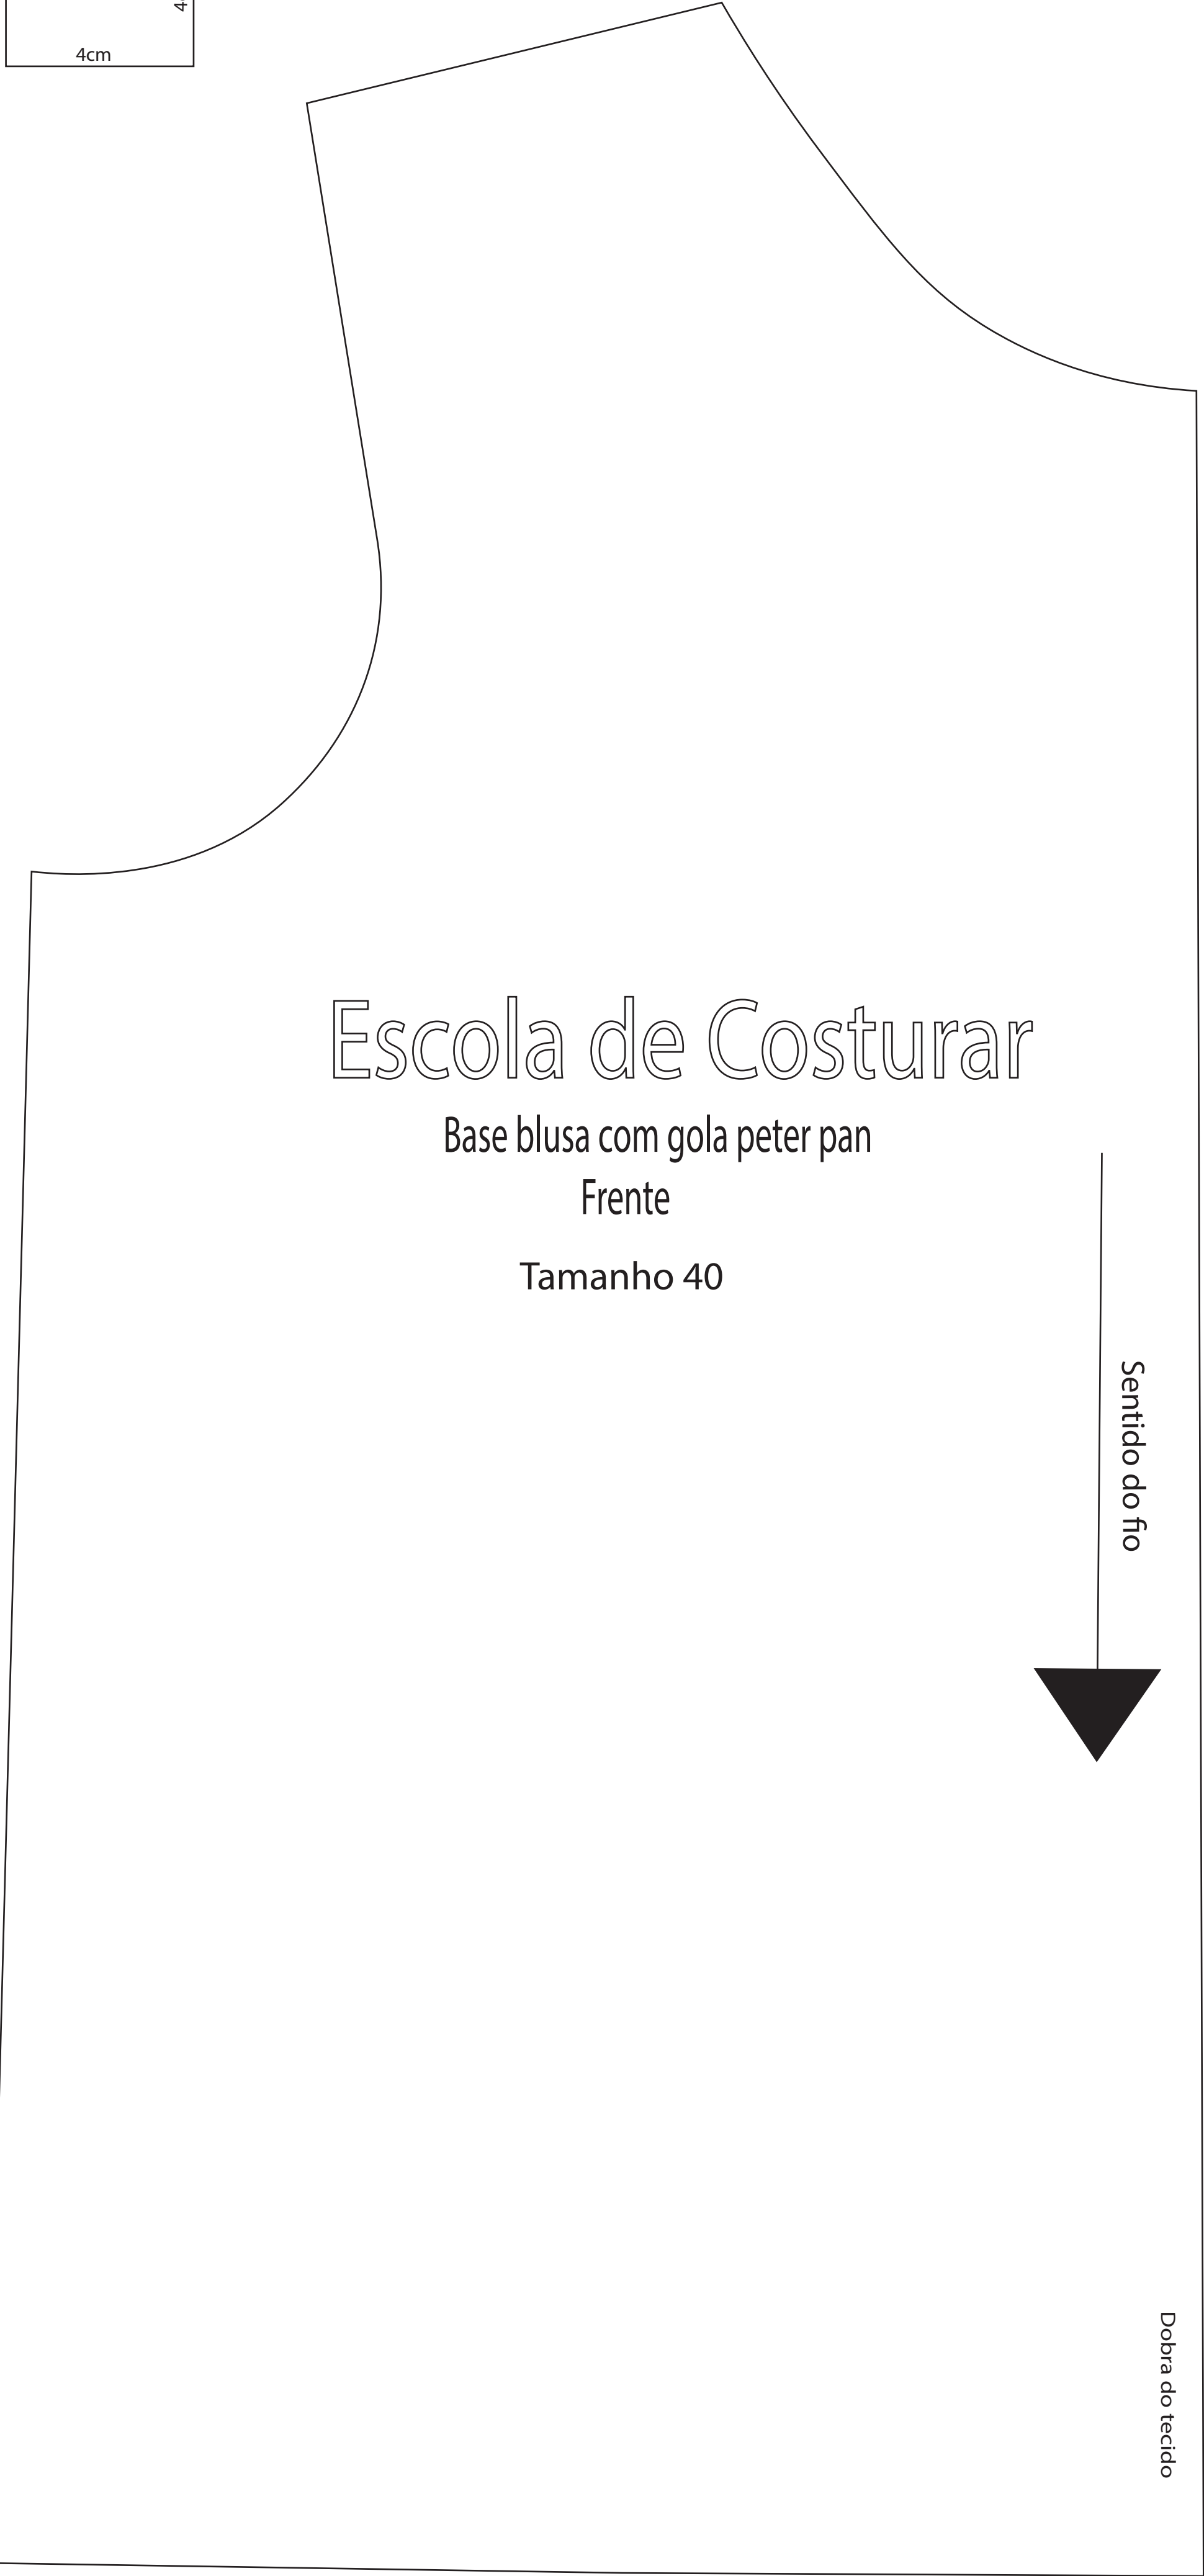 4cm
Escola de Costurar
Base blusa com gola peter pan
Frente
Tamanho 40
Sentido do fio
Dobra do tecido